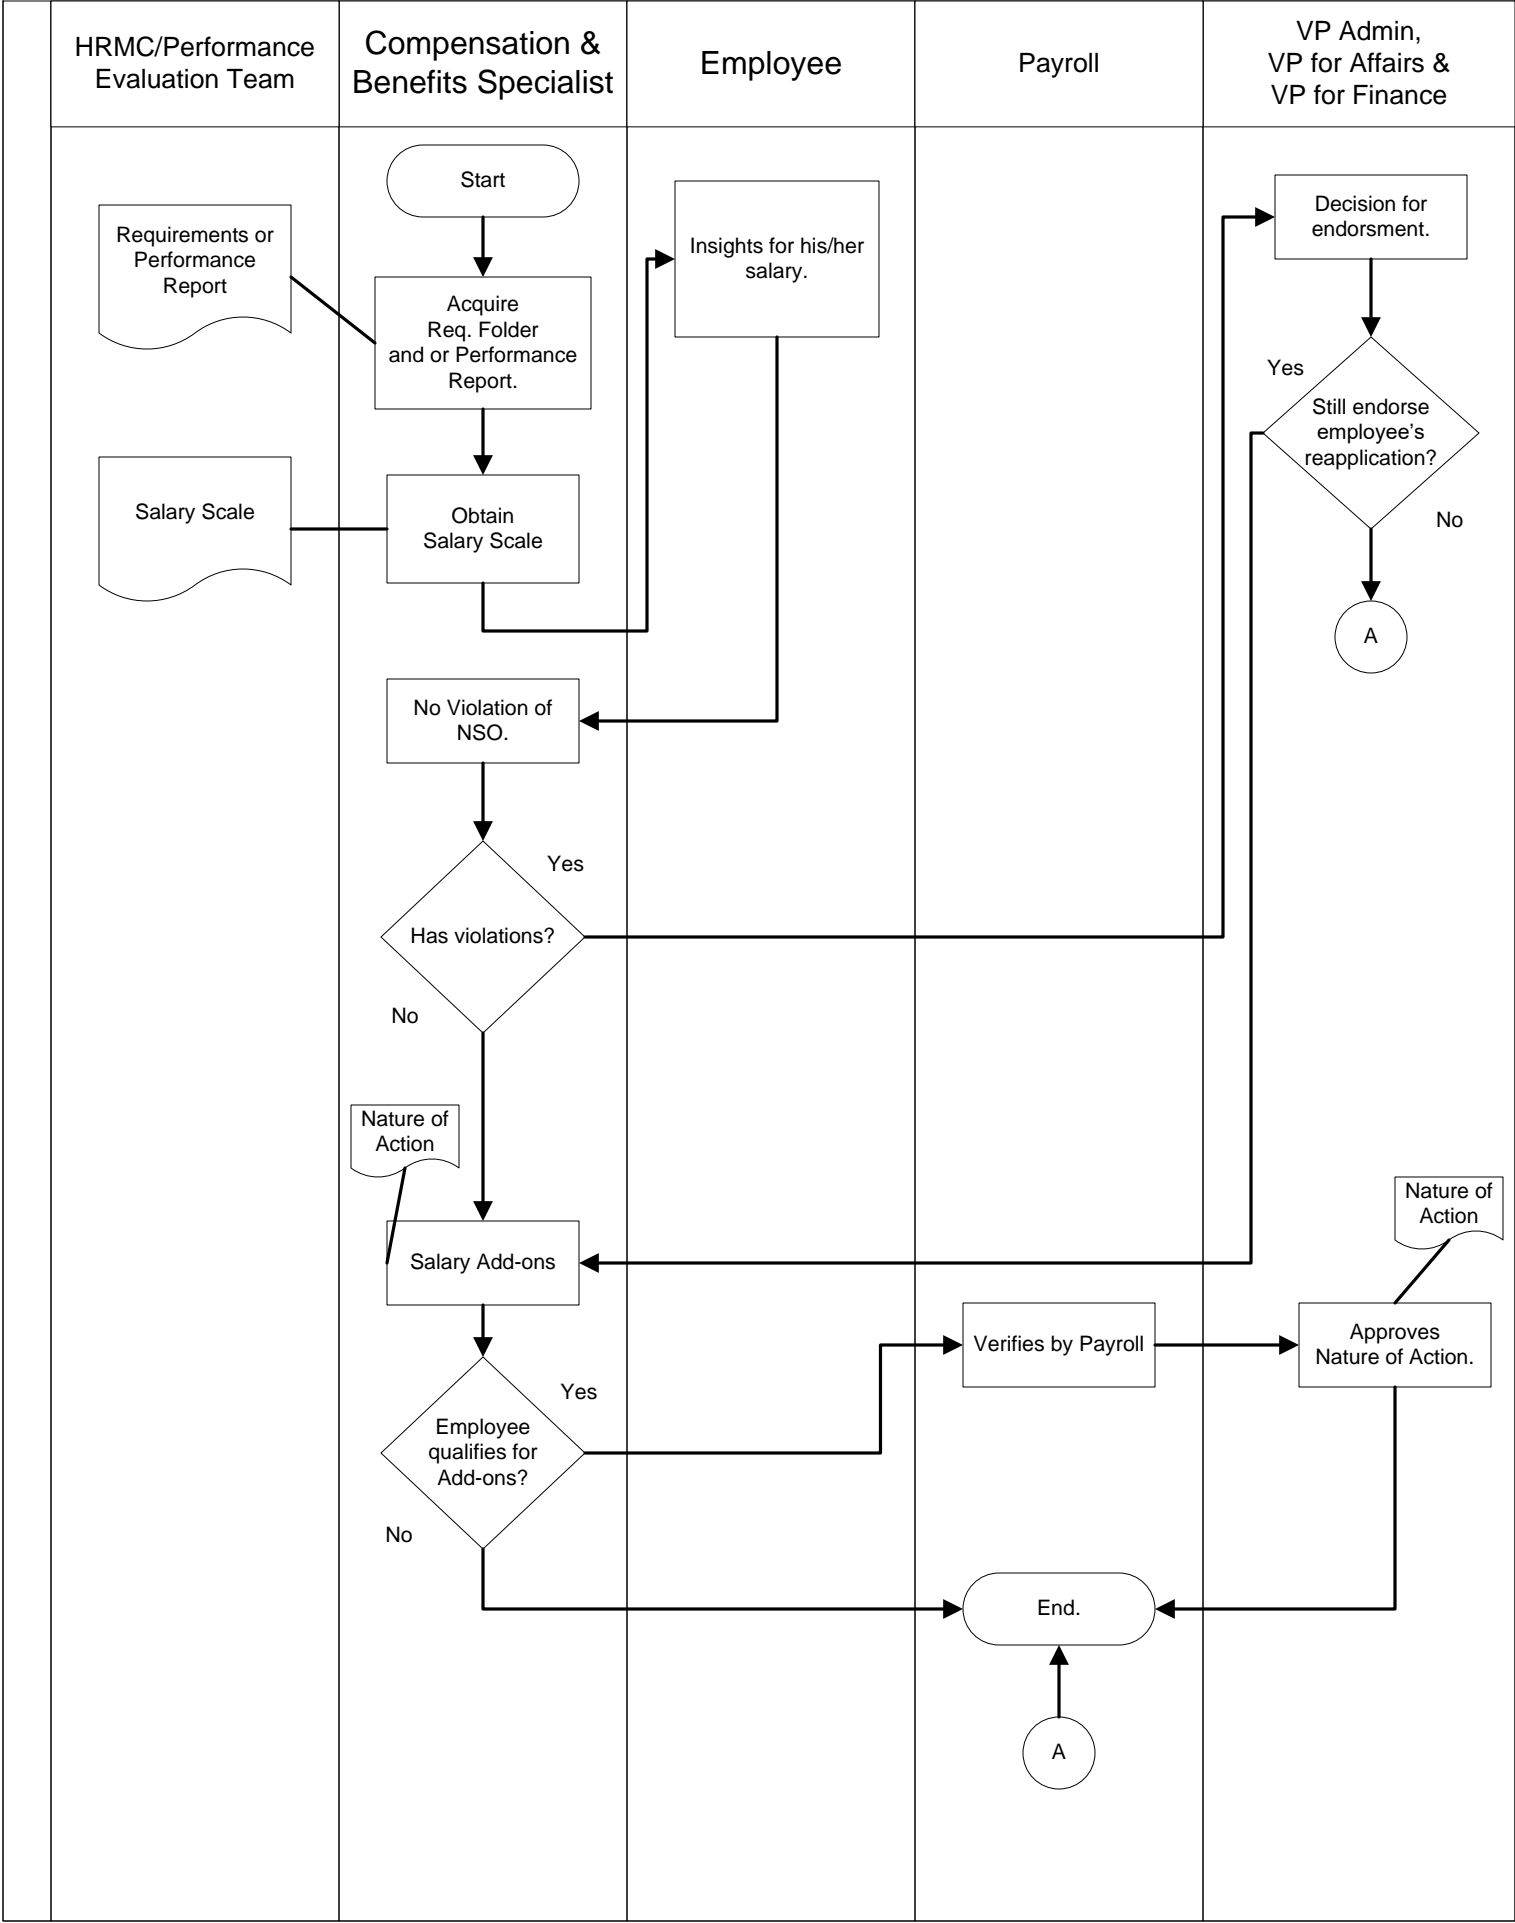 HRMC/Performance
Evaluation Team
Compensation &
Benefits Specialist
Employee
Payroll
VP Admin,
VP for Affairs &
VP for Finance
Start
Requirements or
Performance
Report
Acquire
Req. Folder
and or Performance
Report.
Insights for his/her
salary.
Decision for
endorsment.
Yes
Still endorse
employee's
reapplication?
No
A
Salary Scale
Obtain
Salary Scale
No Violation of
NSO.
Yes
Has violations?
No
Nature of
Action
Salary Add-ons
Nature of
Action
Verifies by Payroll
Approves
Nature of Action.
Yes
Employee
qualifies for
Add-ons?
No
End.
A